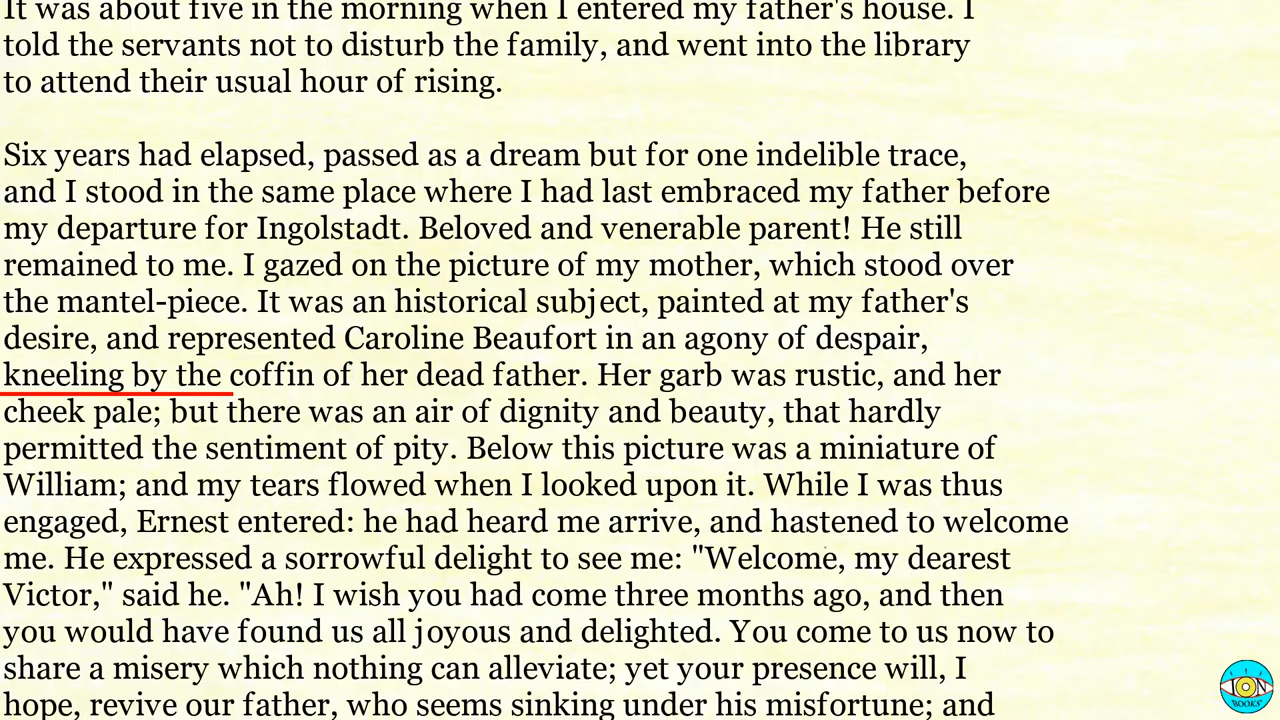 It was about five in the morning when I entered my father's house. I
told the servants not to disturb the family, and went into the library
to attend their usual hour of rising.
Six years had elapsed, passed as a dream but for one indelible trace,
and I stood in the same place where I had last embraced my father before
my departure for Ingolstadt. Beloved and venerable parent! He still
remained to me. I gazed on the picture of my mother, which stood over
the mantel-piece. It was an historical subject, painted at my father's
desire, and represented Caroline Beaufort in an agony of despair,
kneeling by the coffin of her dead father. Her garb was rustic, and her
cheek pale; but there was an air of dignity and beauty, that hardly
permitted the sentiment of pity. Below this picture was a miniature of
William; and my tears flowed when I looked upon it. While I was thus
engaged, Ernest entered: he had heard me arrive, and hastened to welcome
me. He expressed a sorrowful delight to see me: "Welcome, my dearest
Victor," said he. "Ah! I wish you had come three months ago, and then
you would have found us all joyous and delighted. You come to us now to
share a misery which nothing can alleviate; yet your presence will, I
hope, revive our father, who seems sinking under his misfortune; and
ION
BOOKS